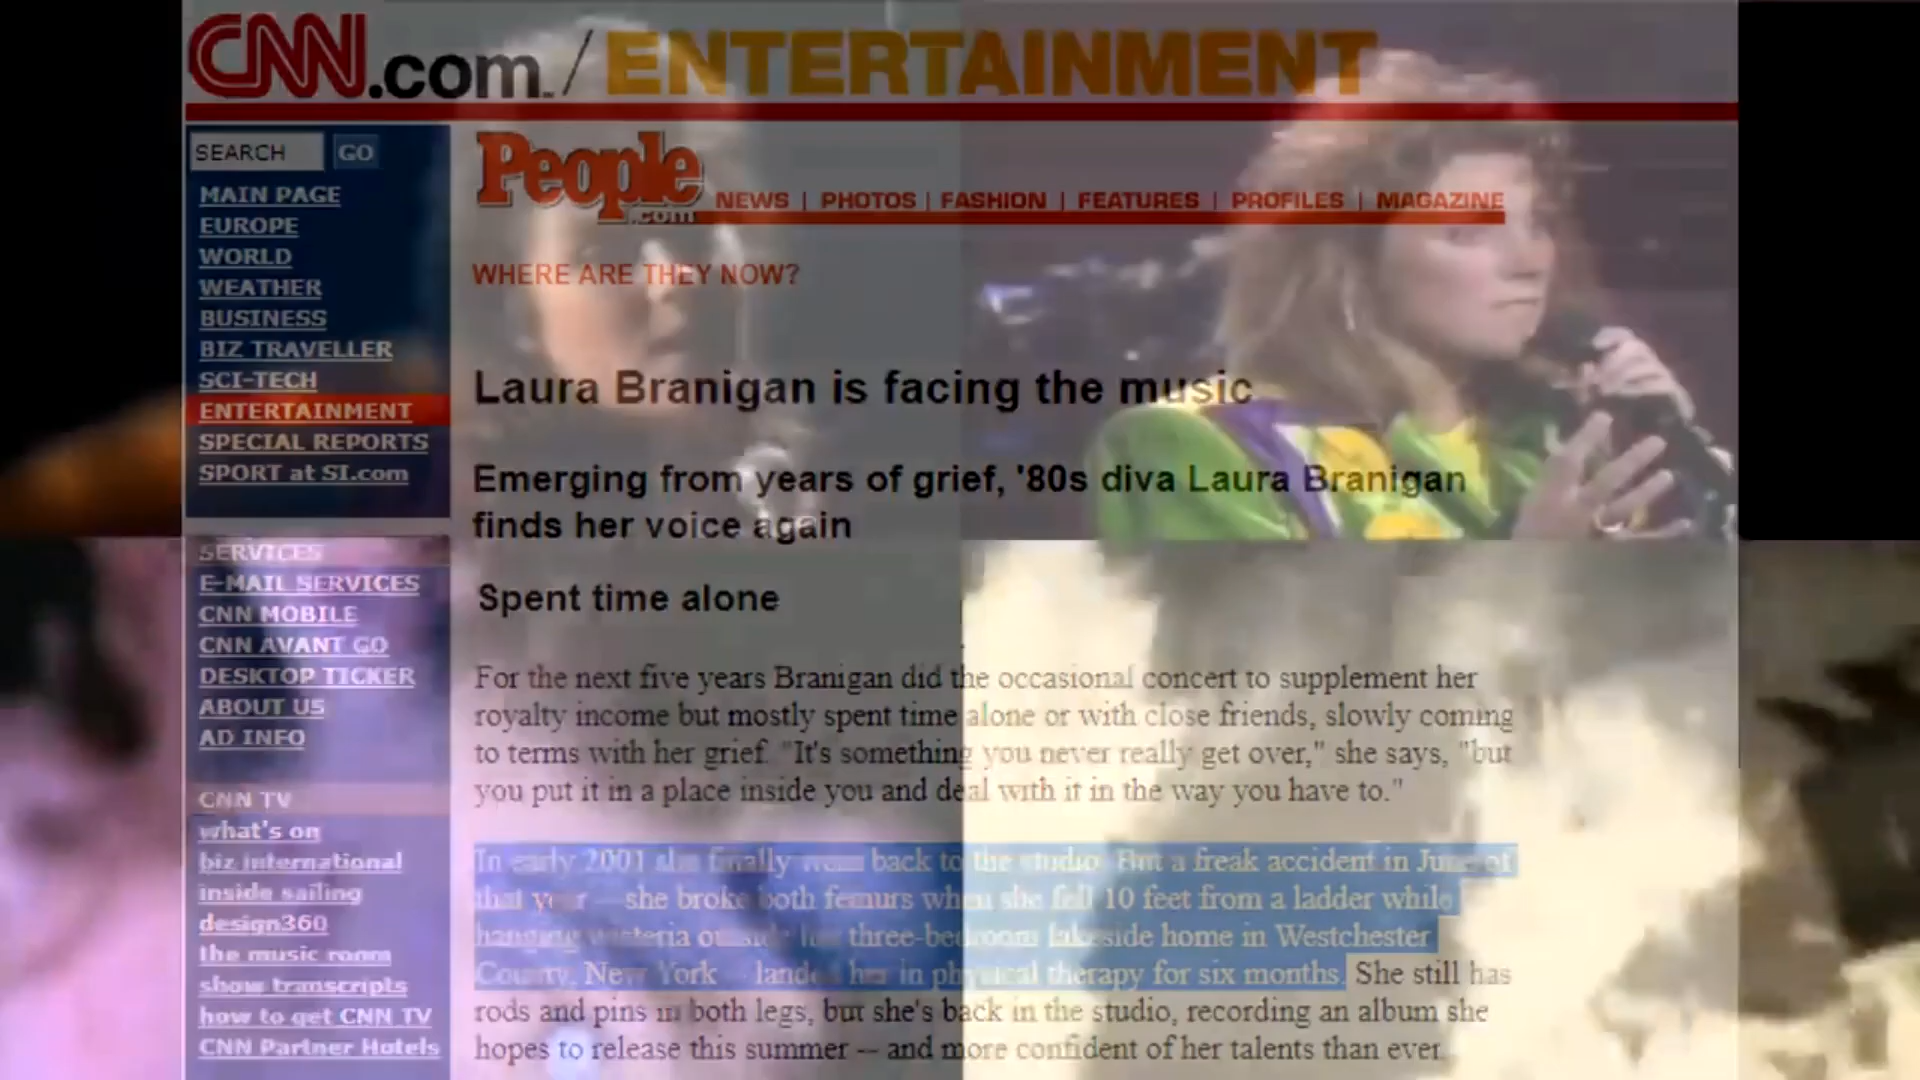 CNN.com./ENTERTAINMENT
SEARCH GO
MAIN PAGE
EUROPE
WORLD
WEATHER
BUSINESS
BIZ TRAVELLER
SCI-TECH
ENTERTAINMENT
SPECIAL REPORTS
SPORT at SI.com
SERVICES
E-MAIL SERVICES
CNN MOBILE
CNN AVANT GO
DESKTOP TICKER
ABOUT US
AD INFO
CNN TV
what's on
biz international
inside sailing
design360
the music room
show transcripts
how to get CNN TV
CNN Partner Hotels
People
.com
NEWS | PHOTOS | FASHION | FEATURES | PROFILES | MAGAZINE
WHERE ARE THEY NOW?
Laura Branigan is facing the music
Emerging from years of grief, '80s diva Laura Branigan
finds her voice again
Spent time alone
For the next five years Branigan did the occasional concert to supplement her
royalty income but mostly spent time alone or with close friends, slowly coming
to terms with her grief. "It's something you never really get over," she says, "but
you put it in a place inside you and deal with it in the way you have to."
In early 2001 she finally went back to the studio. But a freak accident in June of
that year -- she broke both femurs when she fell 10 feet from a ladder while
hanging wisteria outside her three-bedroom lakeside home in Westchester
County, New York -- landed her in physical therapy for six months. She still has
rods and pins in both legs, but she's back in the studio, recording an album she
hopes to release this summer -- and more confident of her talents than ever.